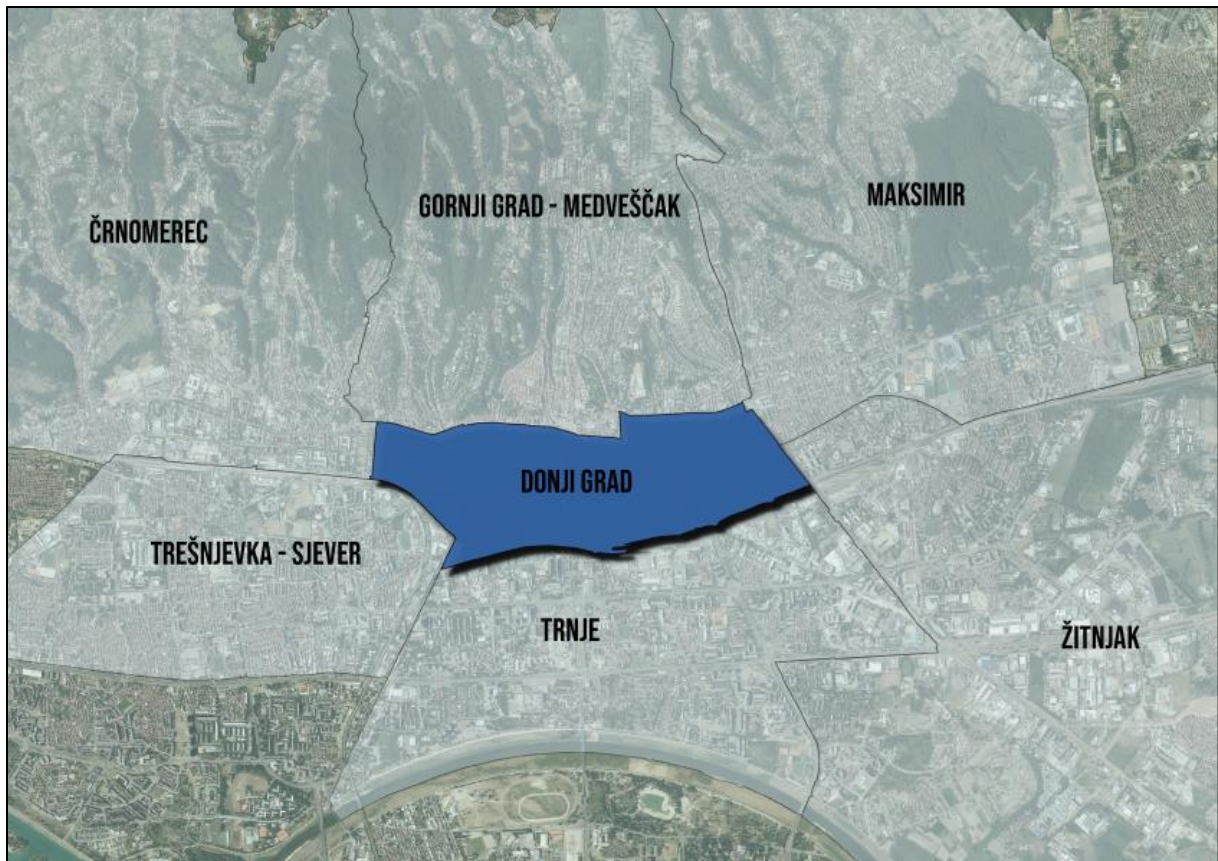 MAKSIMIR
GORNJI GRAD - MEDVEŠČAK
ČRNOMEREC
DONJI GRAD
TREŠNJEVKA - SJEVER
TRNJE
ŽITNJAK